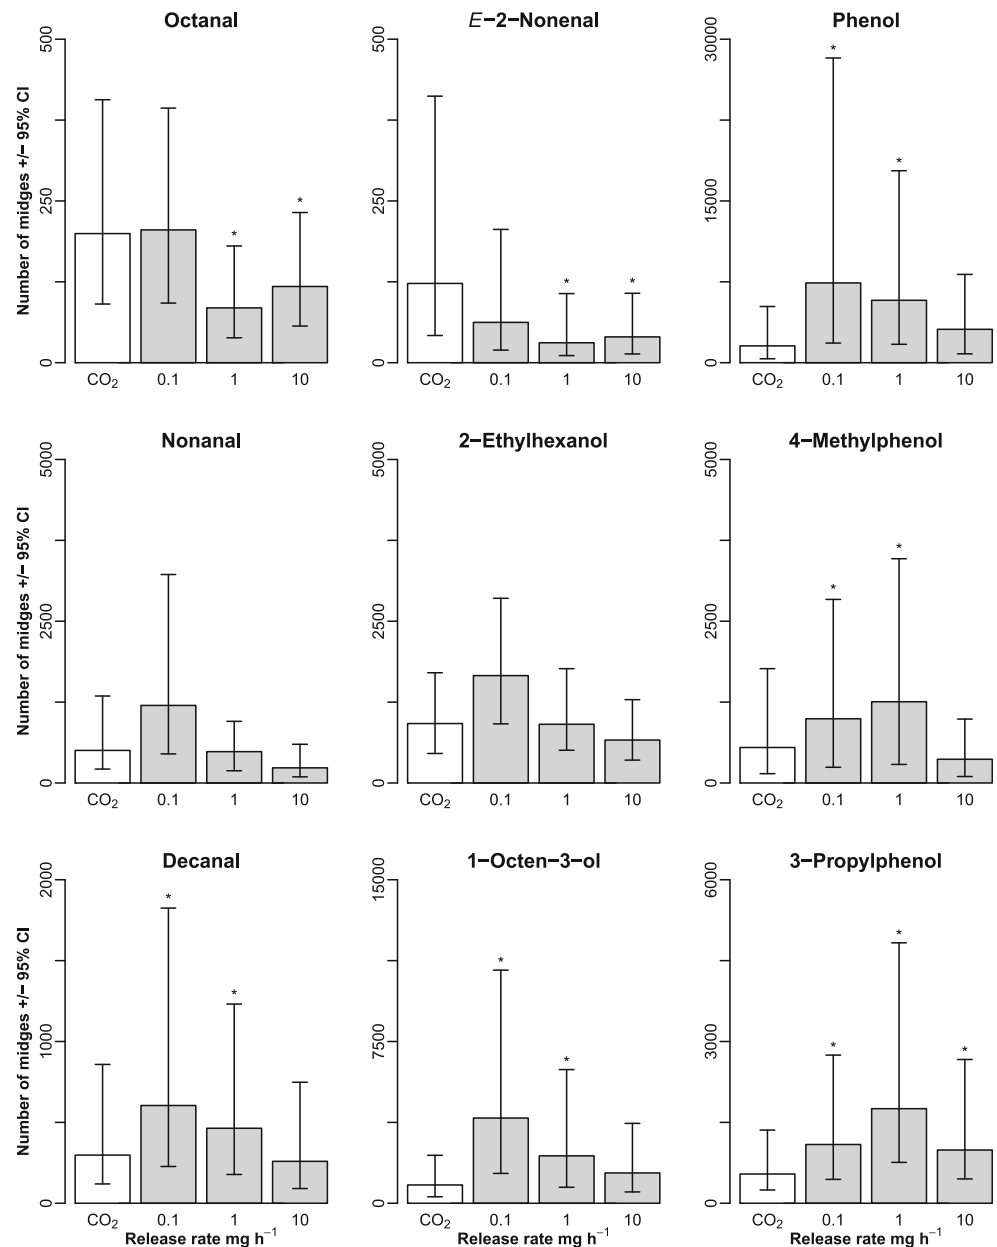 Octanal
E−2−Nonenal
Phenol
Number of midges +/− 95% CI
500
250
0
* *
CO₂ 0.1 1 10
500
250
0
* *
CO₂ 0.1 1 10
30000
15000
0
* *
CO₂ 0.1 1 10
Nonanal
2−Ethylhexanol
4−Methylphenol
Number of midges +/− 95% CI
5000
2500
0
CO₂ 0.1 1 10
5000
2500
0
CO₂ 0.1 1 10
5000
2500
0
* *
CO₂ 0.1 1 10
Decanal
1−Octen−3−ol
3−Propylphenol
Number of midges +/− 95% CI
2000
1000
0
* *
CO₂ 0.1 1 10
Release rate mg h⁻¹
15000
7500
0
* *
CO₂ 0.1 1 10
Release rate mg h⁻¹
6000
3000
0
* * *
CO₂ 0.1 1 10
Release rate mg h⁻¹